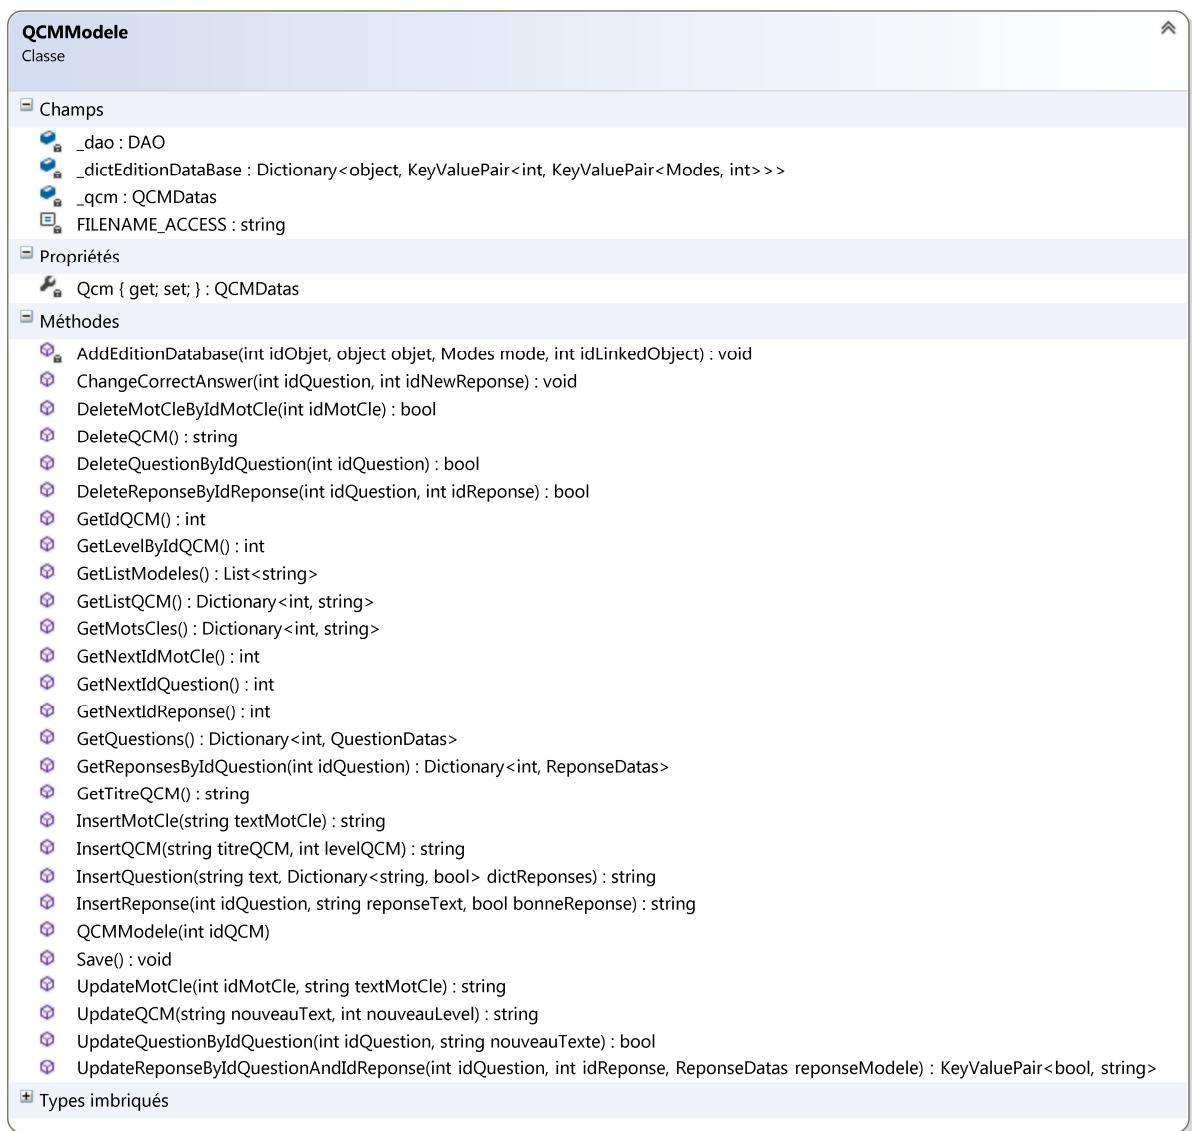 QCMModele
Classe
Champs
_dao : DAO
_dictEditionDataBase : Dictionary<object, KeyValuePair<int, KeyValuePair<Modes, int>>>
_qcm : QCMDatas
FILENAME_ACCESS : string
Propriétés
Qcm { get; set; } : QCMDatas
Méthodes
AddEditionDatabase(int idObjet, object objet, Modes mode, int idLinkedObject) : void
ChangeCorrectAnswer(int idQuestion, int idNewReponse) : void
DeleteMotCleByIdMotCle(int idMotCle) : bool
DeleteQCM() : string
DeleteQuestionByIdQuestion(int idQuestion) : bool
DeleteReponseByIdReponse(int idQuestion, int idReponse) : bool
GetIdQCM() : int
GetLevelByIdQCM() : int
GetListModeles() : List<string>
GetListQCM() : Dictionary<int, string>
GetMotsCles() : Dictionary<int, string>
GetNextIdMotCle() : int
GetNextIdQuestion() : int
GetNextIdReponse() : int
GetQuestions() : Dictionary<int, QuestionDatas>
GetReponsesByIdQuestion(int idQuestion) : Dictionary<int, ReponseDatas>
GetTitreQCM() : string
InsertMotCle(string textMotCle) : string
InsertQCM(string titreQCM, int levelQCM) : string
InsertQuestion(string text, Dictionary<string, bool> dictReponses) : string
InsertReponse(int idQuestion, string reponseText, bool bonneReponse) : string
QCMModele(int idQCM)
Save() : void
UpdateMotCle(int idMotCle, string textMotCle) : string
UpdateQCM(string nouveauText, int nouveauLevel) : string
UpdateQuestionByIdQuestion(int idQuestion, string nouveauTexte) : bool
UpdateReponseByIdQuestionAndIdReponse(int idQuestion, int idReponse, ReponseDatas reponseModele) : KeyValuePair<bool, string>
Types imbriqués